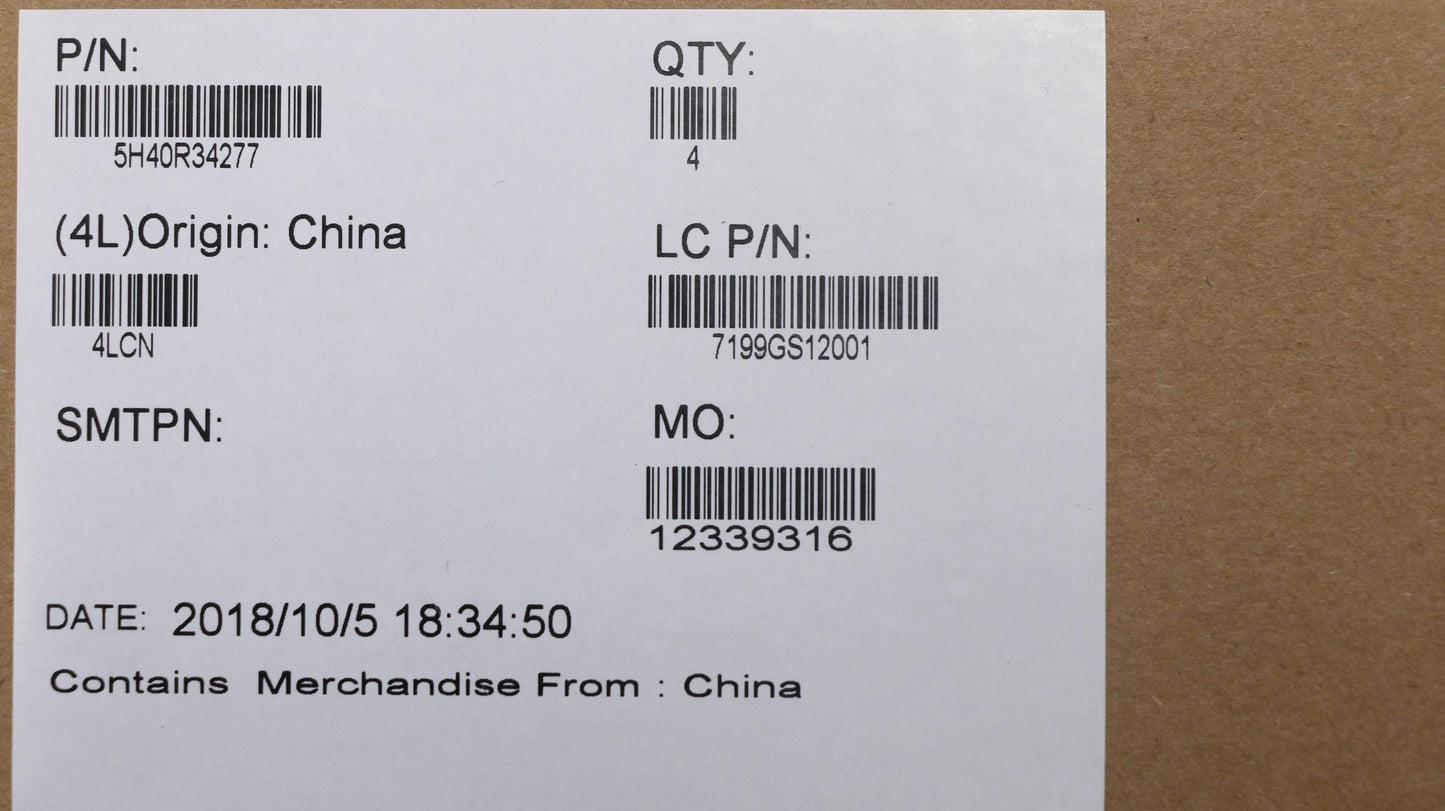 P/N:
5H40R34277
QTY:
4
(4L)Origin: China
4LCN
LC P/N:
7199GS12001
SMTPN:
MO:
12339316
DATE: 2018/10/5 18:34:50
Contains Merchandise From : China